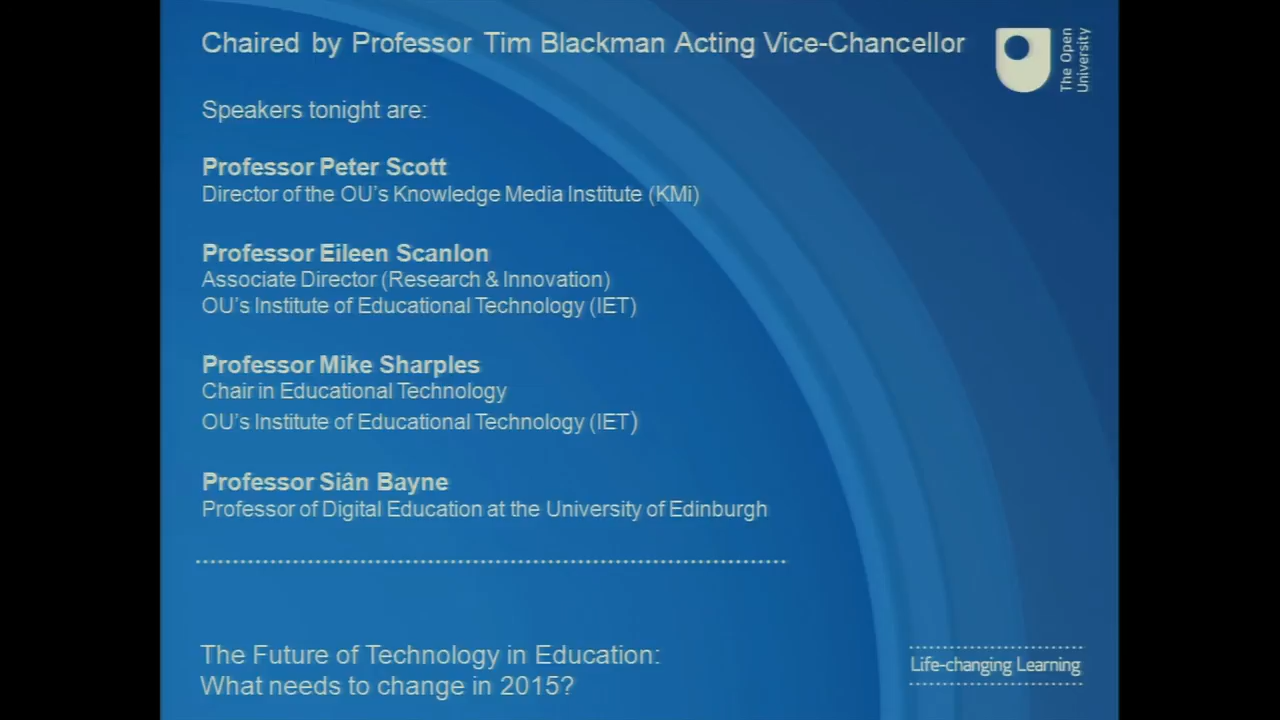 Chaired by Professor Tim Blackman Acting Vice-Chancellor
The Open
University
Speakers tonight are:
Professor Peter Scott
Director of the OU’s Knowledge Media Institute (KMi)
Professor Eileen Scanlon
Associate Director (Research & Innovation)
OU’s Institute of Educational Technology (IET)
Professor Mike Sharples
Chair in Educational Technology
OU’s Institute of Educational Technology (IET)
Professor Siân Bayne
Professor of Digital Education at the University of Edinburgh
The Future of Technology in Education:
What needs to change in 2015?
Life-changing Learning